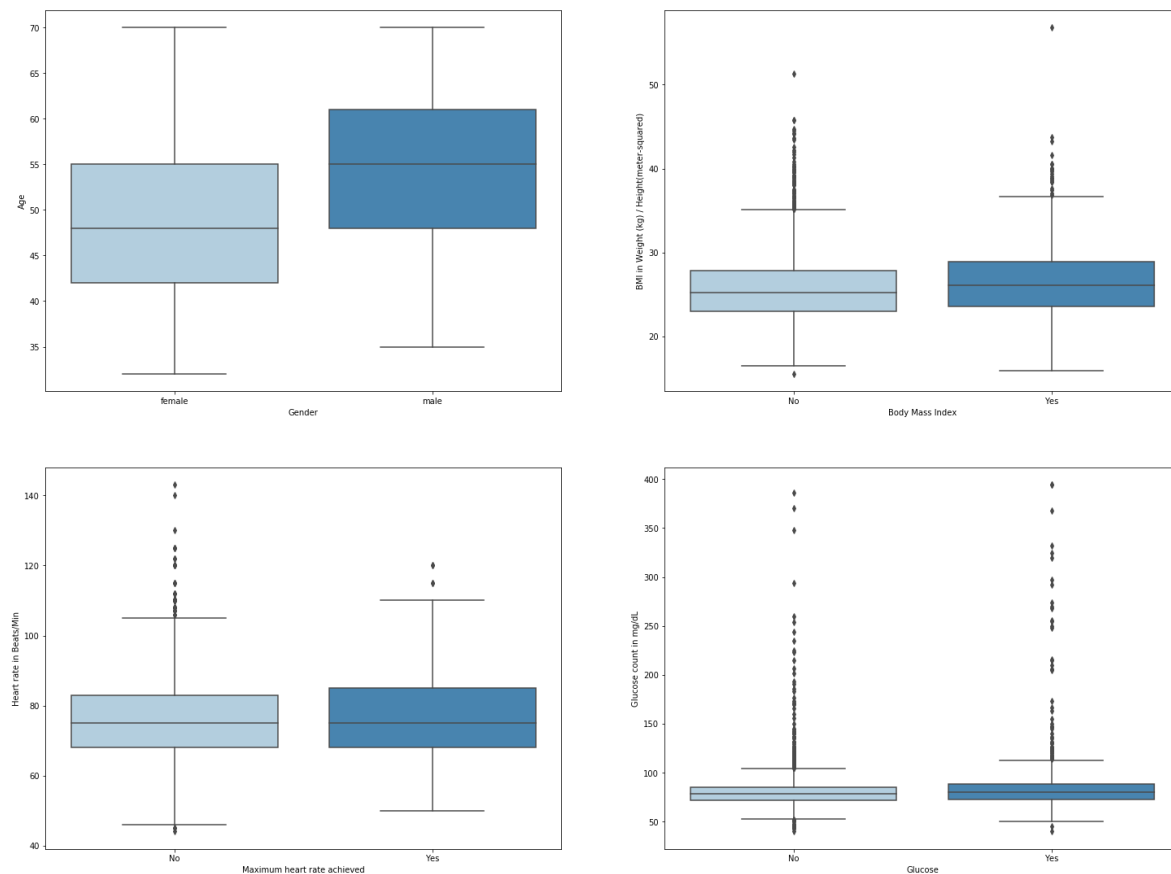 70
65
60
55
50
45
40
35
Age
female
male
Gender
50
40
30
20
BMI in Weight (kg) / Height(meter-squared)
No
Yes
Body Mass Index
140
120
100
80
60
40
Heart rate in Beats/Min
No
Yes
Maximum heart rate achieved
400
350
300
250
200
150
100
50
Glucose count in mg/dL
No
Yes
Glucose